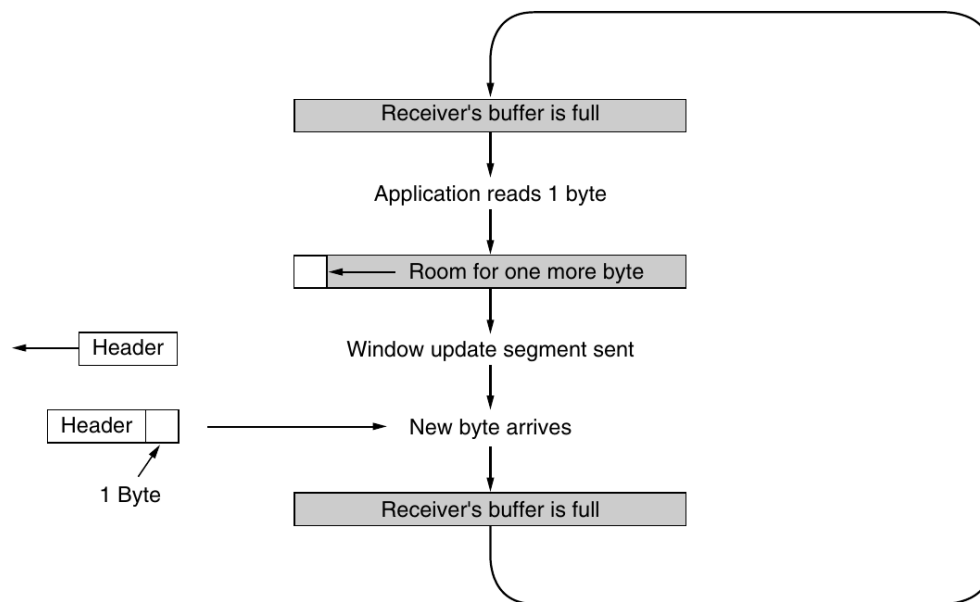 Receiver's buffer is full
Application reads 1 byte
Room for one more byte
Window update segment sent
Header
Header
New byte arrives
1 Byte
Receiver's buffer is full